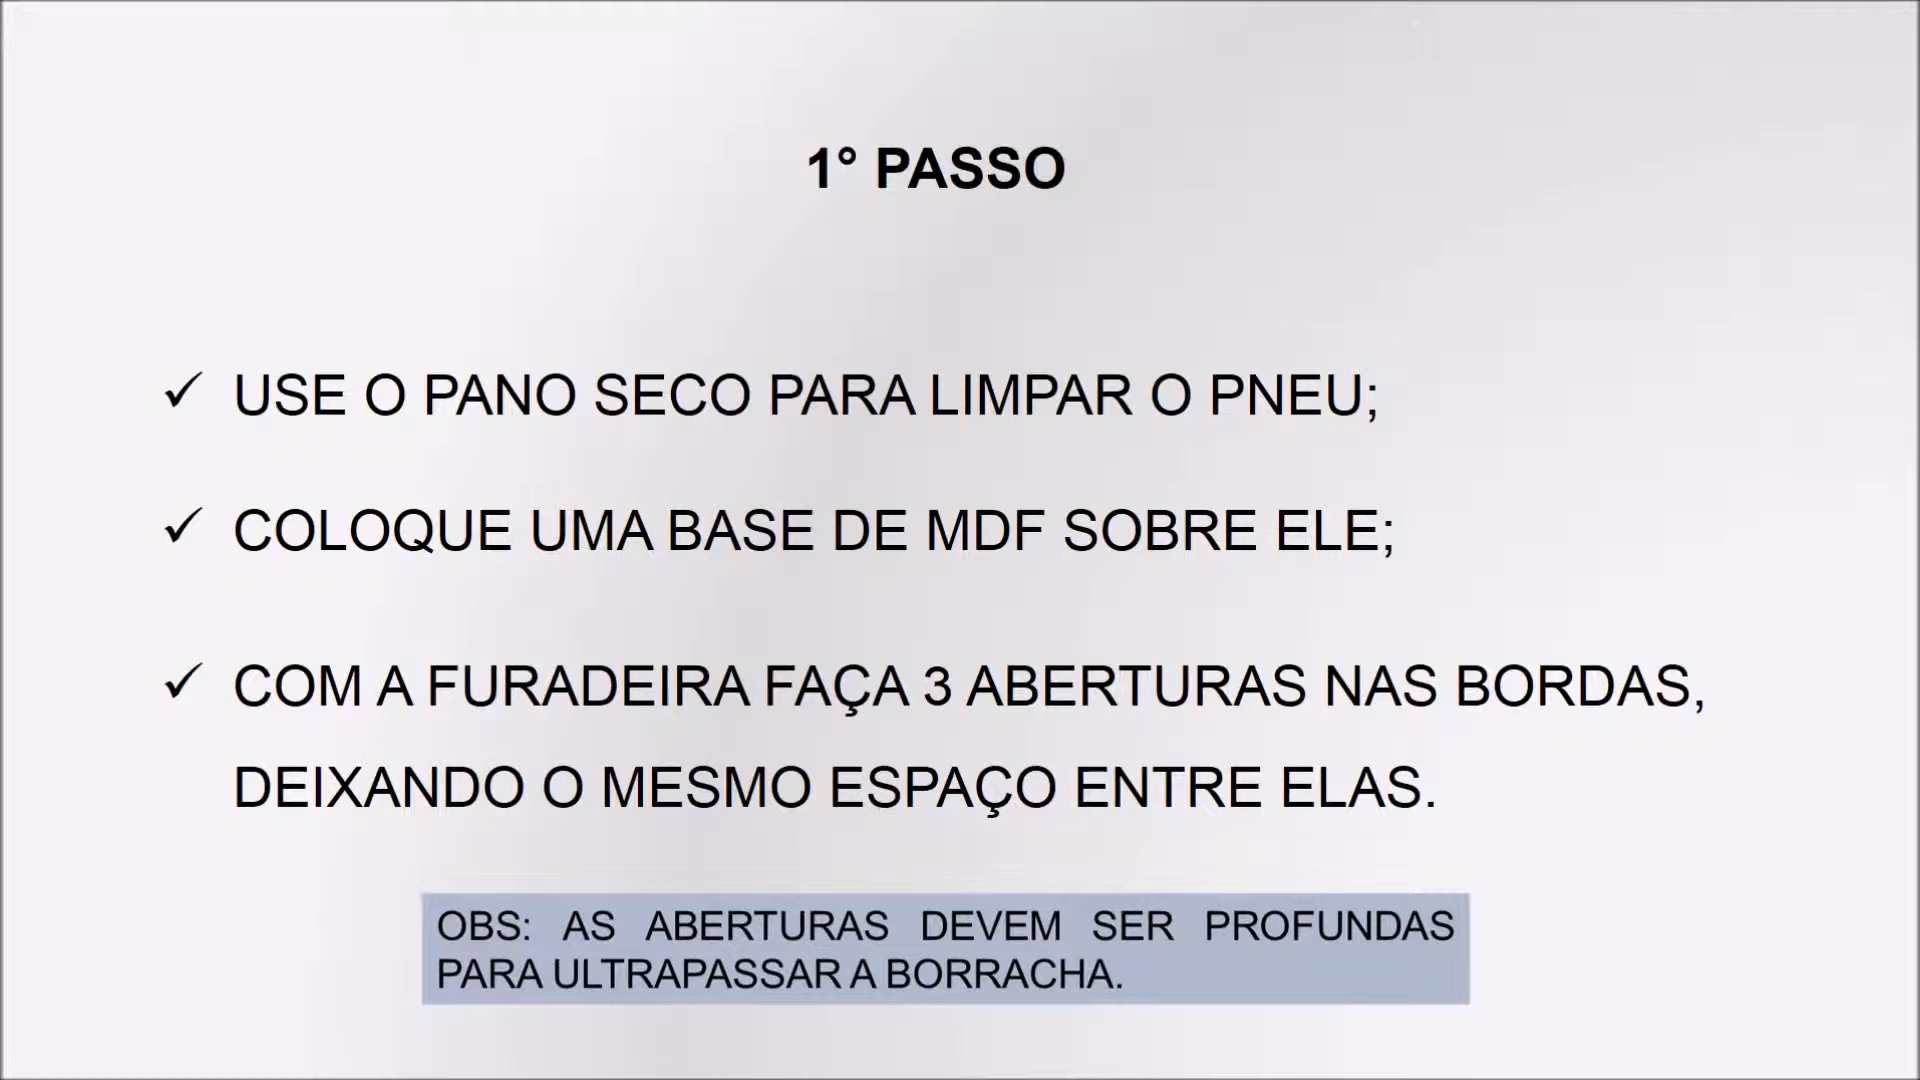 1° PASSO
✓ USE O PANO SECO PARA LIMPAR O PNEU;
✓ COLOQUE UMA BASE DE MDF SOBRE ELE;
✓ COM A FURADEIRA FAÇA 3 ABERTURAS NAS BORDAS,
DEIXANDO O MESMO ESPAÇO ENTRE ELAS.
OBS: AS ABERTURAS DEVEM SER PROFUNDAS
PARA ULTRAPASSAR A BORRACHA.